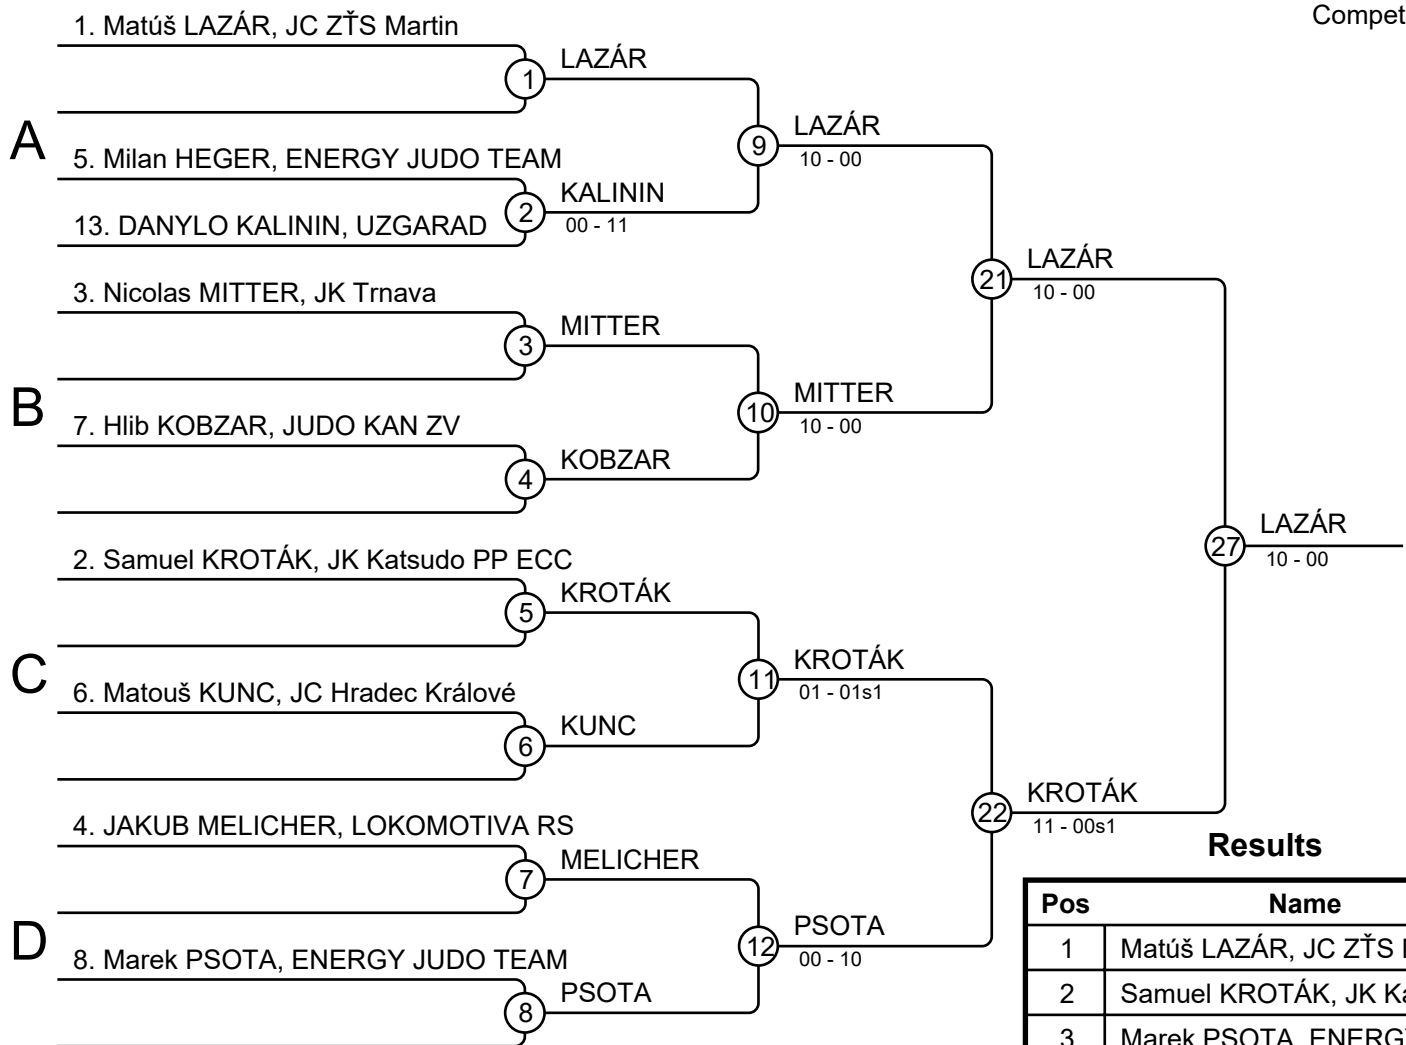 Compet
1. Matúš LAZÁR, JC ZŤS Martin
1
LAZÁR
A
5. Milan HEGER, ENERGY JUDO TEAM
9
LAZÁR
10 - 00
13. DANYLO KALININ, UZGARAD
2
KALININ
00 - 11
3. Nicolas MITTER, JK Trnava
21
LAZÁR
10 - 00
3
MITTER
B
7. Hlib KOBZAR, JUDO KAN ZV
10
MITTER
10 - 00
4
KOBZAR
27
LAZÁR
10 - 00
2. Samuel KROTÁK, JK Katsudo PP ECC
5
KROTÁK
C
6. Matouš KUNC, JC Hradec Králové
11
KROTÁK
01 - 01s1
6
KUNC
22
KROTÁK
11 - 00s1
4. JAKUB MELICHER, LOKOMOTIVA RS
7
MELICHER
D
8. Marek PSOTA, ENERGY JUDO TEAM
12
PSOTA
00 - 10
8
PSOTA
Results
Pos Name
1 Matúš LAZÁR, JC ZŤS
2 Samuel KROTÁK, JK
3 Marek PSOTA, ENERG